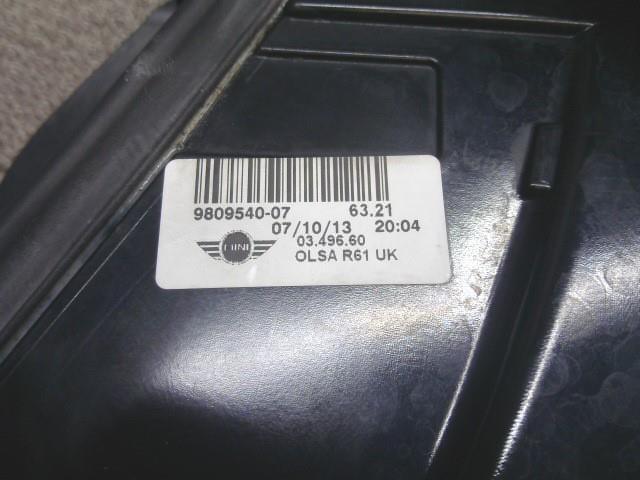 9809540-07 63.21
07/10/13 20:04
03.496.60
MINI
OLSA R61 UK